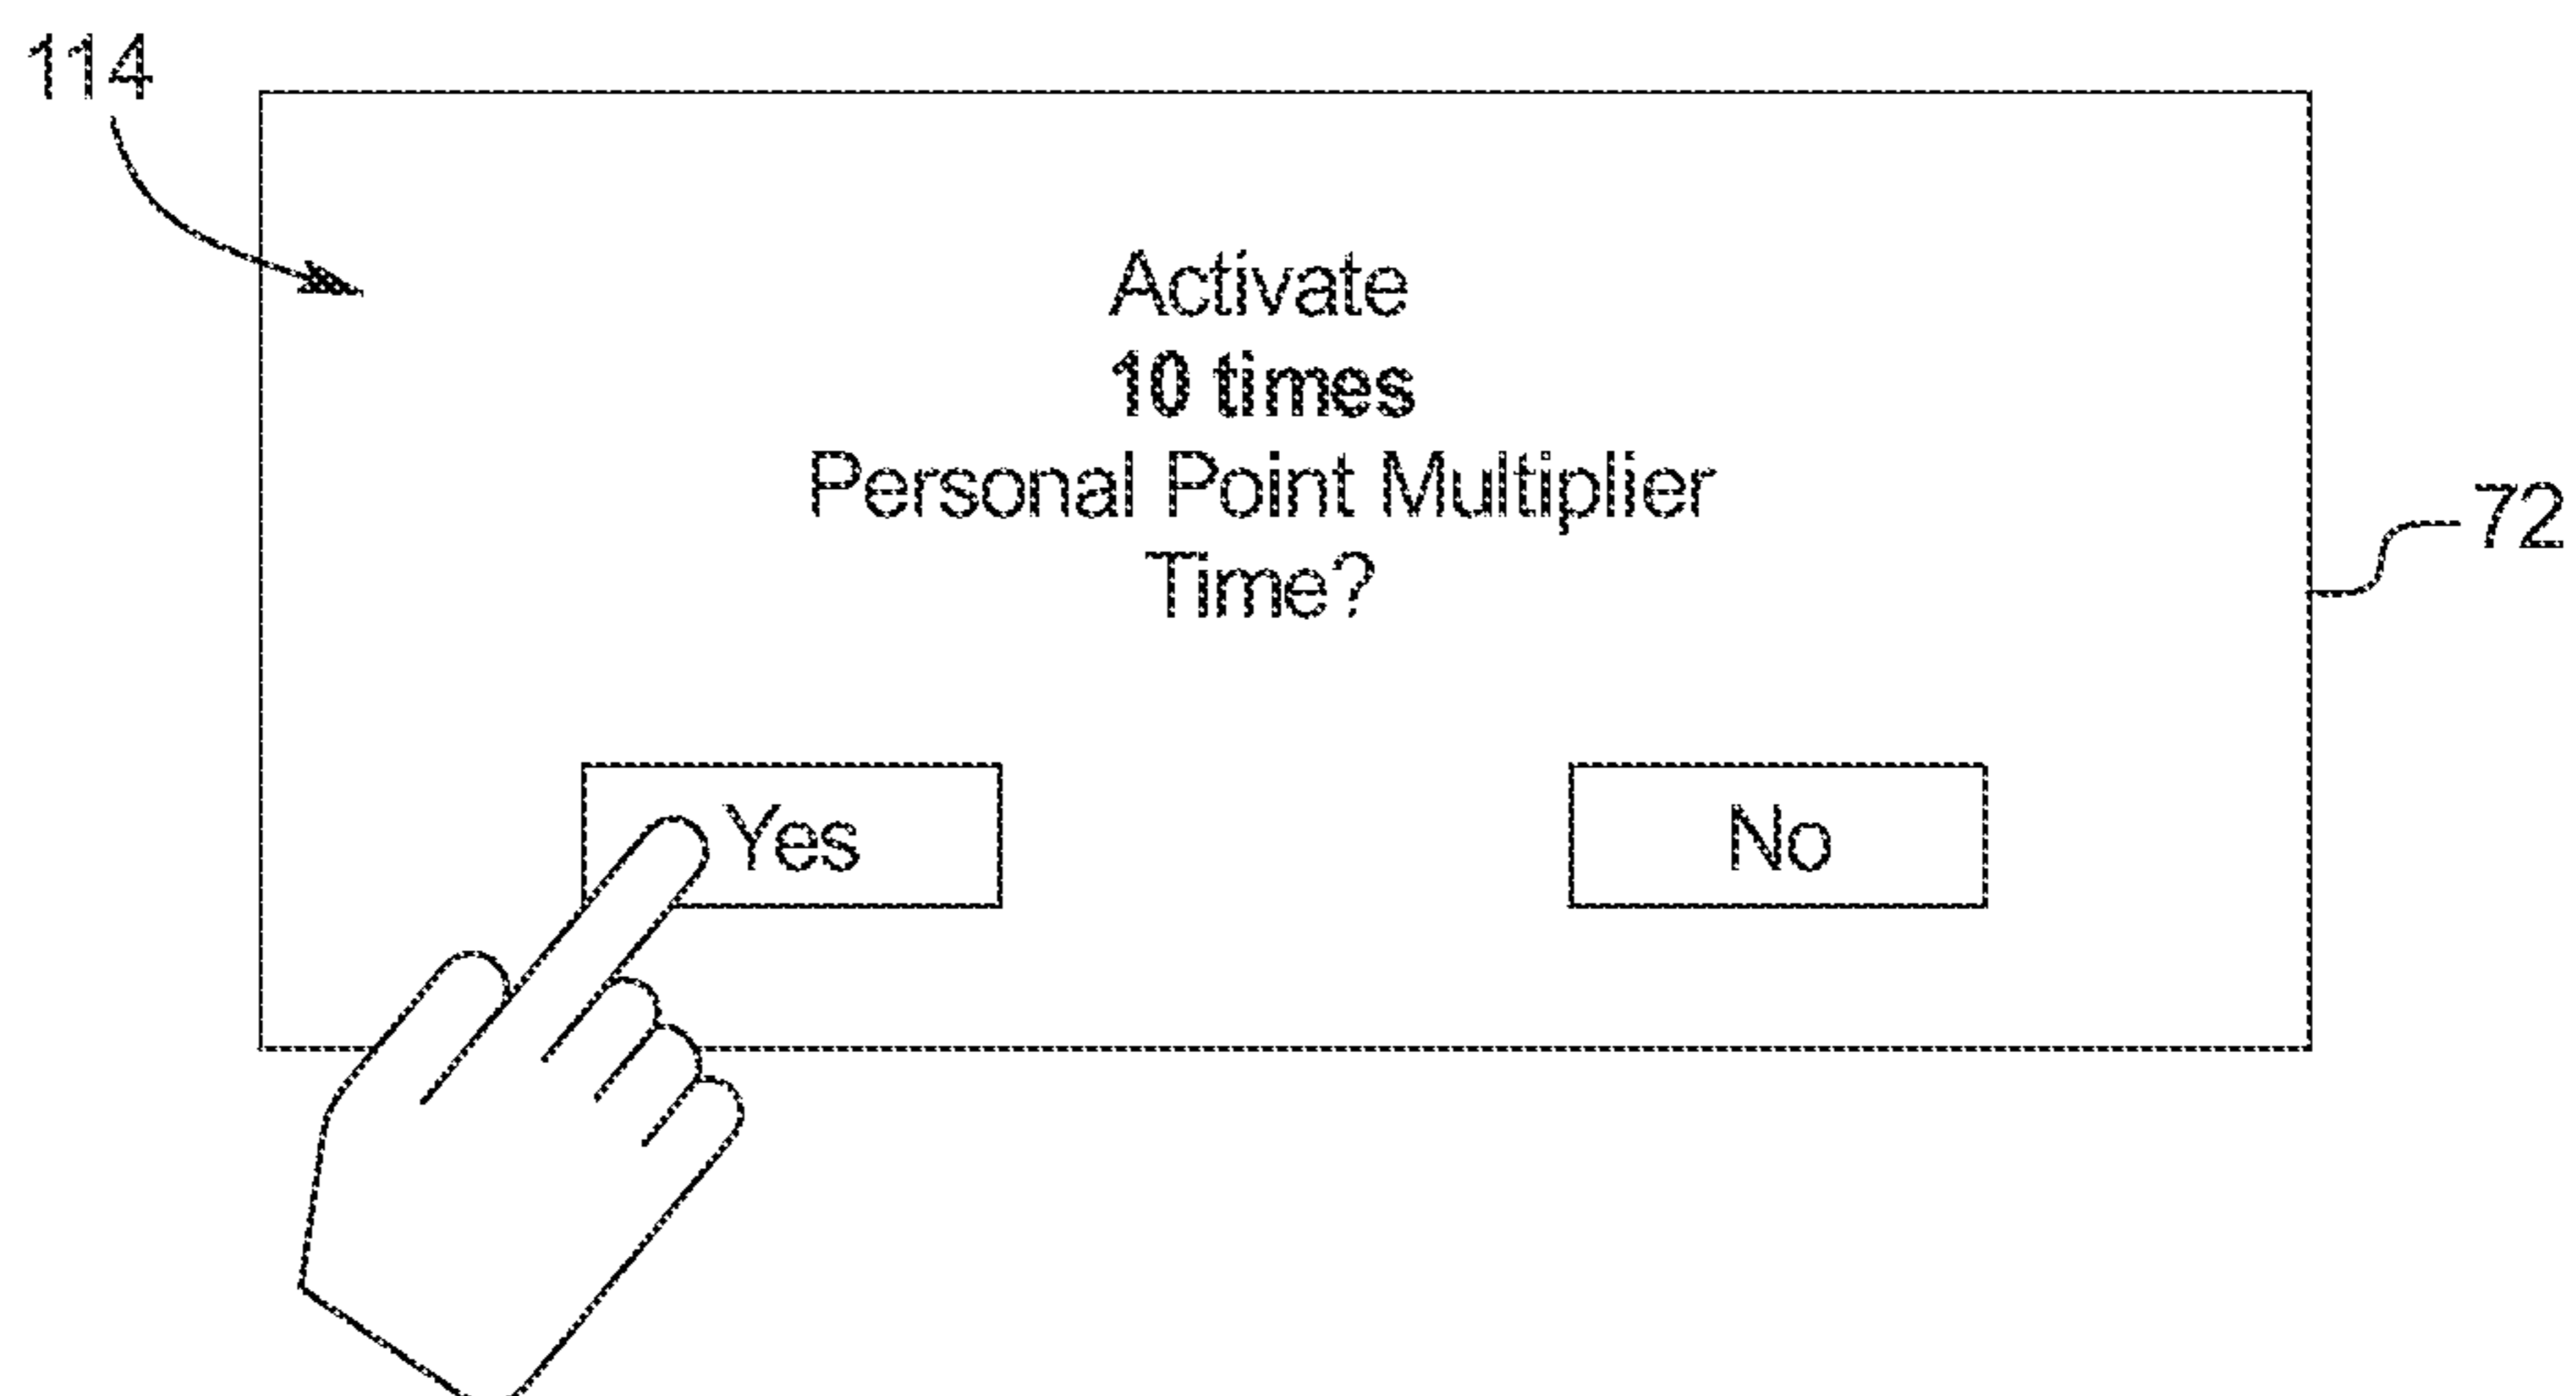 114
Activate
10 times
Personal Point Multiplier
Time?
72
Yes
No